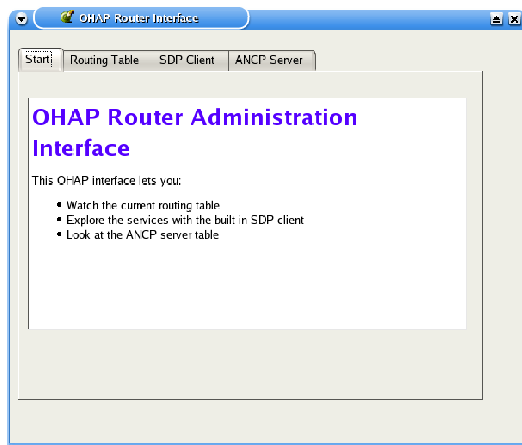 OHAP Router Interface
Start Routing Table SDP Client ANCP Server
OHAP Router Administration
Interface
This OHAP interface lets you:
• Watch the current routing table
• Explore the services with the built in SDP client
• Look at the ANCP server table